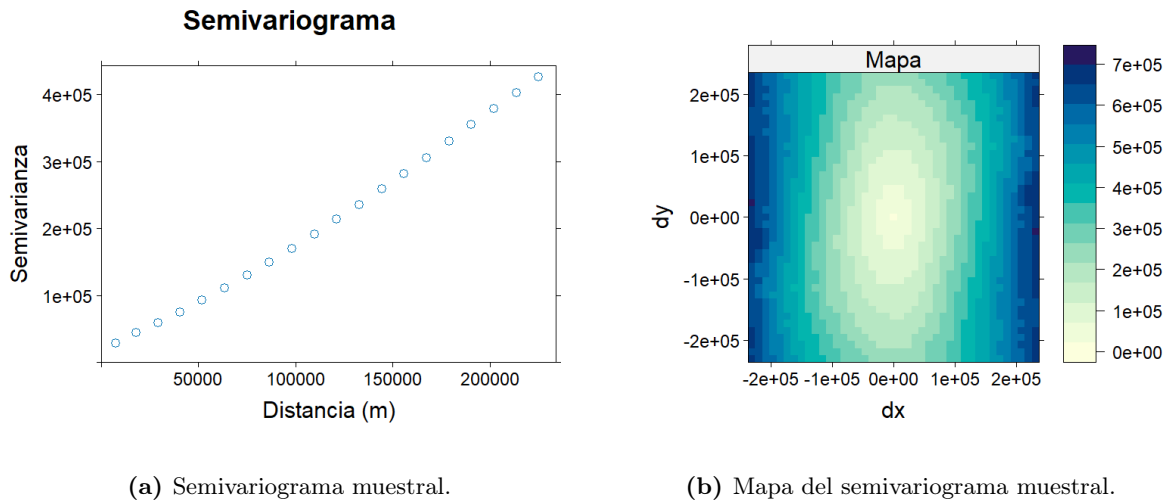 Semivariograma
4e+05
3e+05
2e+05
1e+05
Semivarianza
50000 100000 150000 200000
Distancia (m)
Mapa
2e+05
1e+05
0e+00
-1e+05
-2e+05
dy
-2e+05 -1e+05 0e+00 1e+05 2e+05
dx
7e+05
6e+05
5e+05
4e+05
3e+05
2e+05
1e+05
0e+00
(a) Semivariograma muestral.
(b) Mapa del semivariograma muestral.